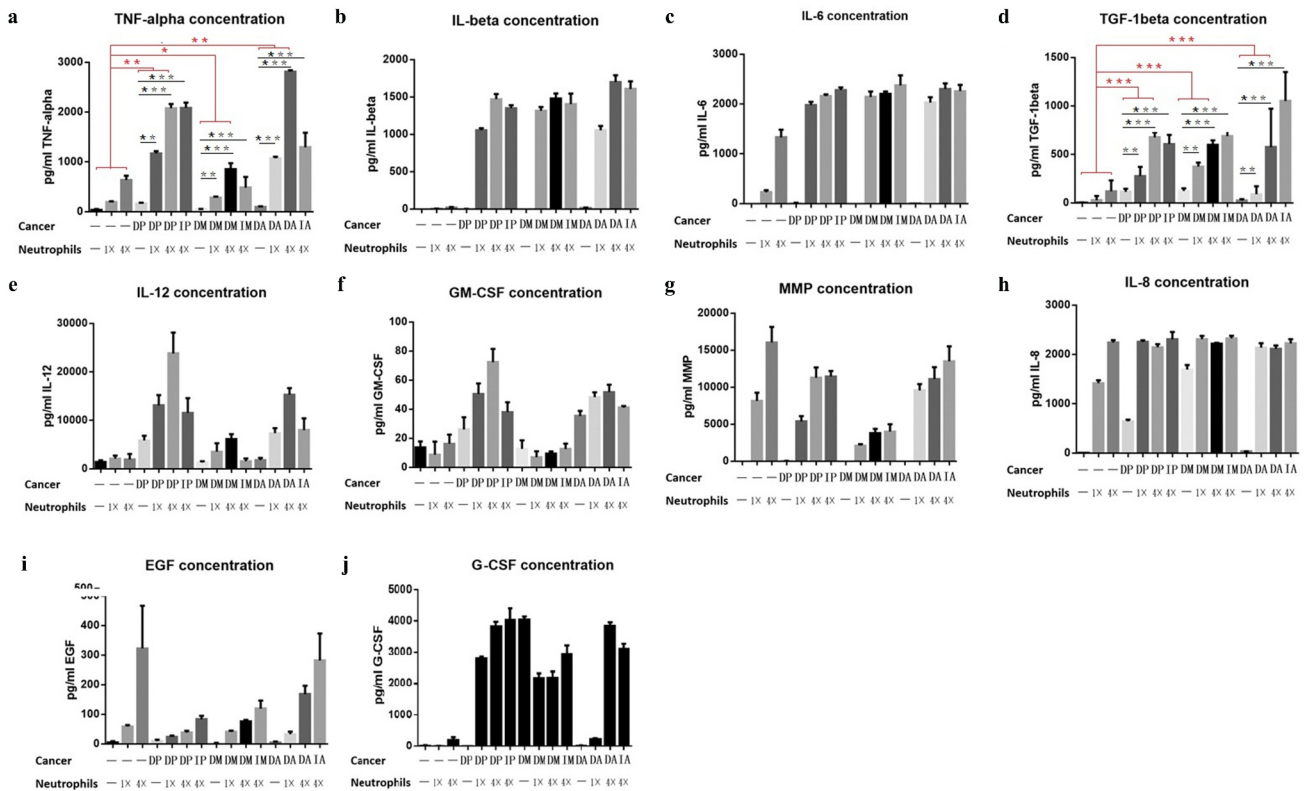 a
TNF-alpha concentration
pg/ml TNF-alpha
3000
2000
1000
0
** * ** ** *** *** ** *** *** *** *** ***
Cancer — — — DP DP DP IP DM DM DM IM DA DA DA IA
Neutrophils — 1X 4X — 1X 4X 4X — 1X 4X 4X — 1X 4X 4X
b
IL-beta concentration
pg/ml IL-beta
2000
1500
1000
500
0
Cancer — — — DP DP DP IP DM DM DM IM DA DA DA IA
Neutrophils — 1X 4X — 1X 4X 4X — 1X 4X 4X — 1X 4X 4X
c
IL-6 concentration
pg/ml IL-6
3000
2000
1000
0
Cancer — — — DP DP DP IP DM DM DM IM DA DA DA IA
Neutrophils — 1X 4X — 1X 4X 4X — 1X 4X 4X — 1X 4X 4X
d
TGF-1beta concentration
pg/ml TGF-1beta
1500
1000
500
0
*** *** *** ** *** *** ** *** *** ** *** ***
Cancer — — — DP DP DP IP DM DM DM IM DA DA DA IA
Neutrophils — 1X 4X — 1X 4X 4X — 1X 4X 4X — 1X 4X 4X
e
IL-12 concentration
pg/ml IL-12
30000
20000
10000
0
Cancer — — — DP DP DP IP DM DM DM IM DA DA DA IA
Neutrophils — 1X 4X — 1X 4X 4X — 1X 4X 4X — 1X 4X 4X
f
GM-CSF concentration
pg/ml GM-CSF
100
80
60
40
20
0
Cancer — — — DP DP DP IP DM DM DM IM DA DA DA IA
Neutrophils — 1X 4X — 1X 4X 4X — 1X 4X 4X — 1X 4X 4X
g
MMP concentration
pg/ml MMP
20000
15000
10000
5000
0
Cancer — — — DP DP DP IP DM DM DM IM DA DA DA IA
Neutrophils — 1X 4X — 1X 4X 4X — 1X 4X 4X — 1X 4X 4X
h
IL-8 concentration
pg/ml IL-8
3000
2000
1000
0
Cancer — — — DP DP DP IP DM DM DM IM DA DA DA IA
Neutrophils — 1X 4X — 1X 4X 4X — 1X 4X 4X — 1X 4X 4X
i
EGF concentration
pg/ml EGF
500
400
300
200
100
0
Cancer — — — DP DP DP IP DM DM DM IM DA DA DA IA
Neutrophils — 1X 4X — 1X 4X 4X — 1X 4X 4X — 1X 4X 4X
j
G-CSF concentration
pg/ml G-CSF
5000
4000
3000
2000
1000
0
Cancer — — — DP DP DP IP DM DM DM IM DA DA DA IA
Neutrophils — 1X 4X — 1X 4X 4X — 1X 4X 4X — 1X 4X 4X